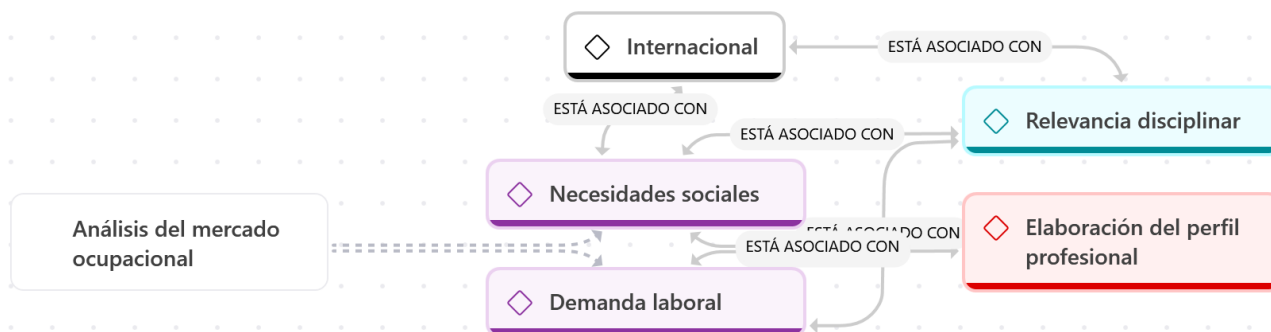 Internacional
ESTÁ ASOCIADO CON
ESTÁ ASOCIADO CON
Relevancia disciplinar
ESTÁ ASOCIADO CON
Necesidades sociales
Análisis del mercado
ocupacional
ESTÁ ASOCIADO CON
ESTÁ ASOCIADO CON
Elaboración del perfil
profesional
Demanda laboral